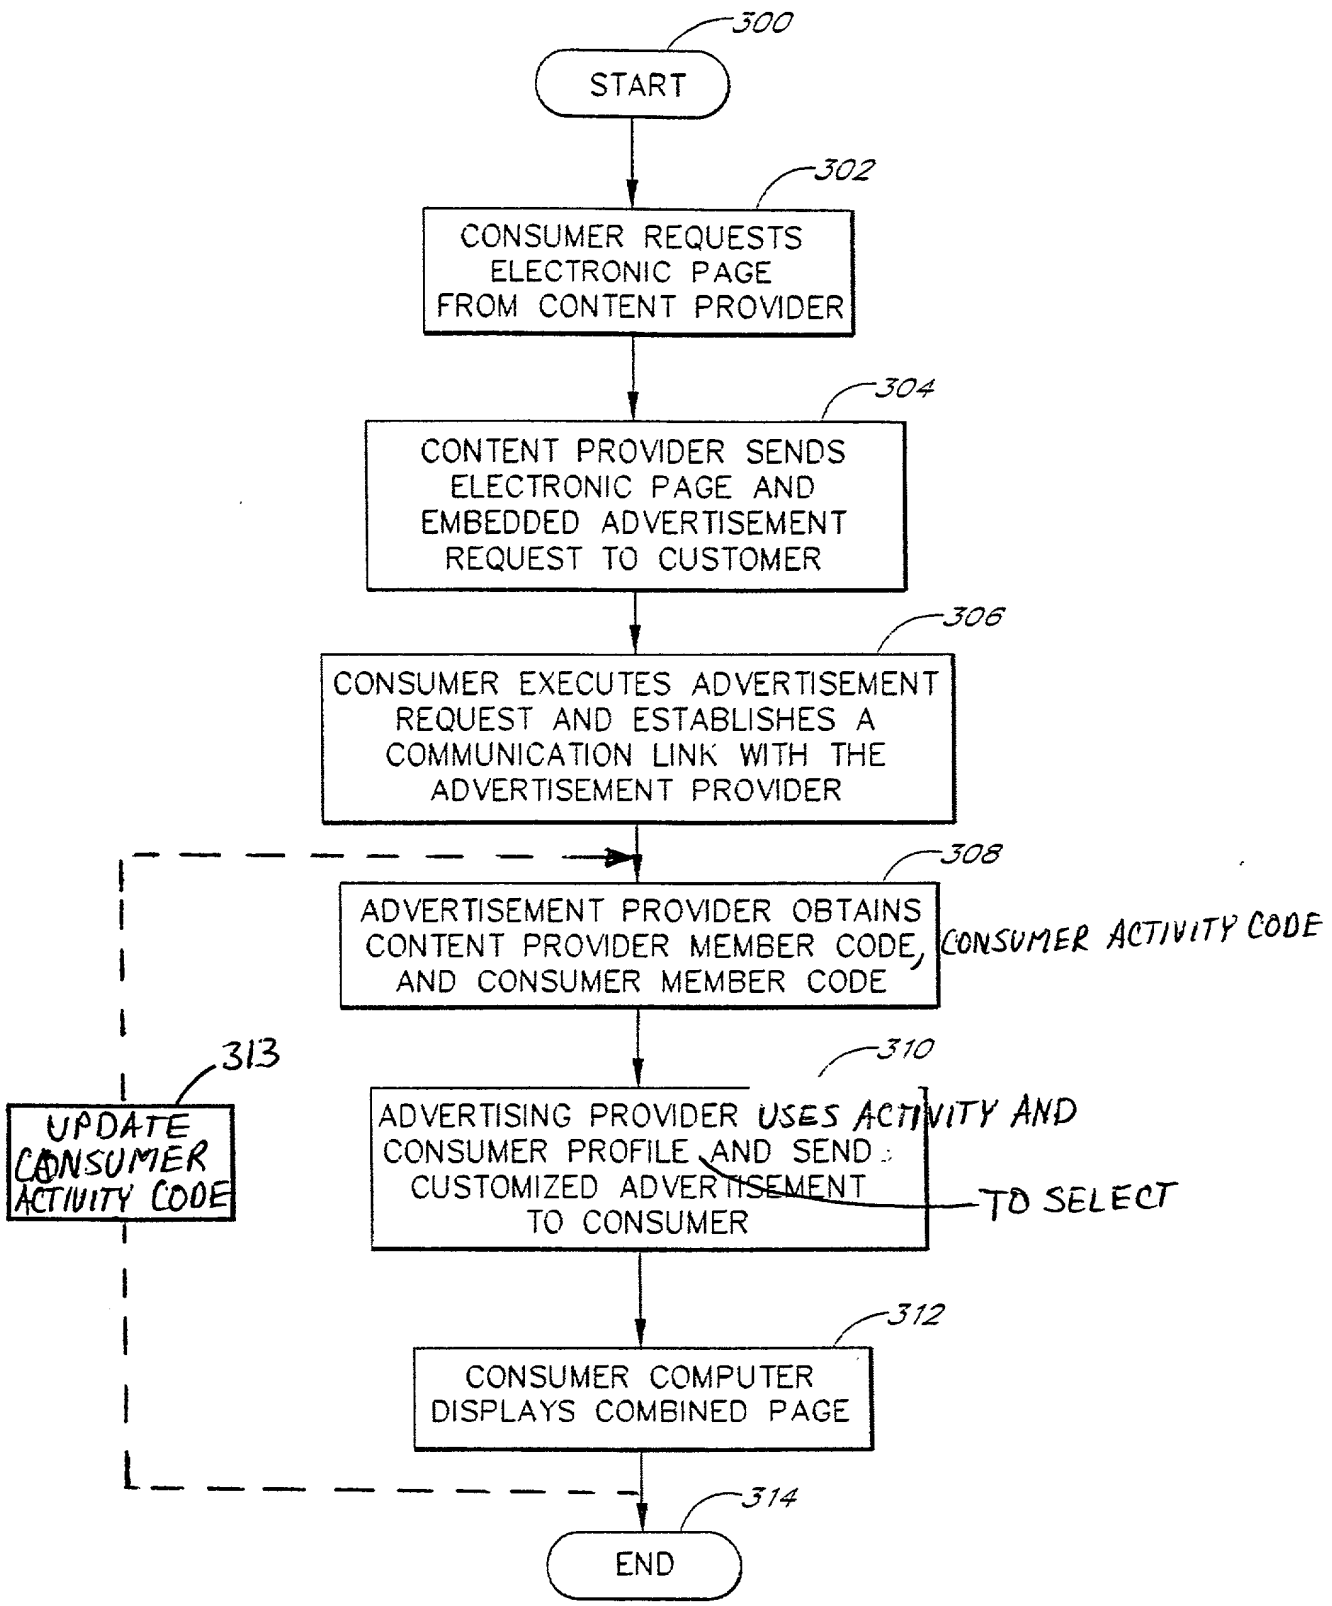 300
START
302
CONSUMER REQUESTS
ELECTRONIC PAGE
FROM CONTENT PROVIDER
304
CONTENT PROVIDER SENDS
ELECTRONIC PAGE AND
EMBEDDED ADVERTISEMENT
REQUEST TO CUSTOMER
306
CONSUMER EXECUTES ADVERTISEMENT
REQUEST AND ESTABLISHES A
COMMUNICATION LINK WITH THE
ADVERTISEMENT PROVIDER
308
ADVERTISEMENT PROVIDER OBTAINS
CONTENT PROVIDER MEMBER CODE, CONSUMER ACTIVITY CODE
AND CONSUMER MEMBER CODE
310
ADVERTISING PROVIDER USES ACTIVITY AND
CONSUMER PROFILE AND SEND
CUSTOMIZED ADVERTISEMENT
TO CONSUMER
TO SELECT
313
UPDATE
CONSUMER
ACTIVITY CODE
312
CONSUMER COMPUTER
DISPLAYS COMBINED PAGE
314
END